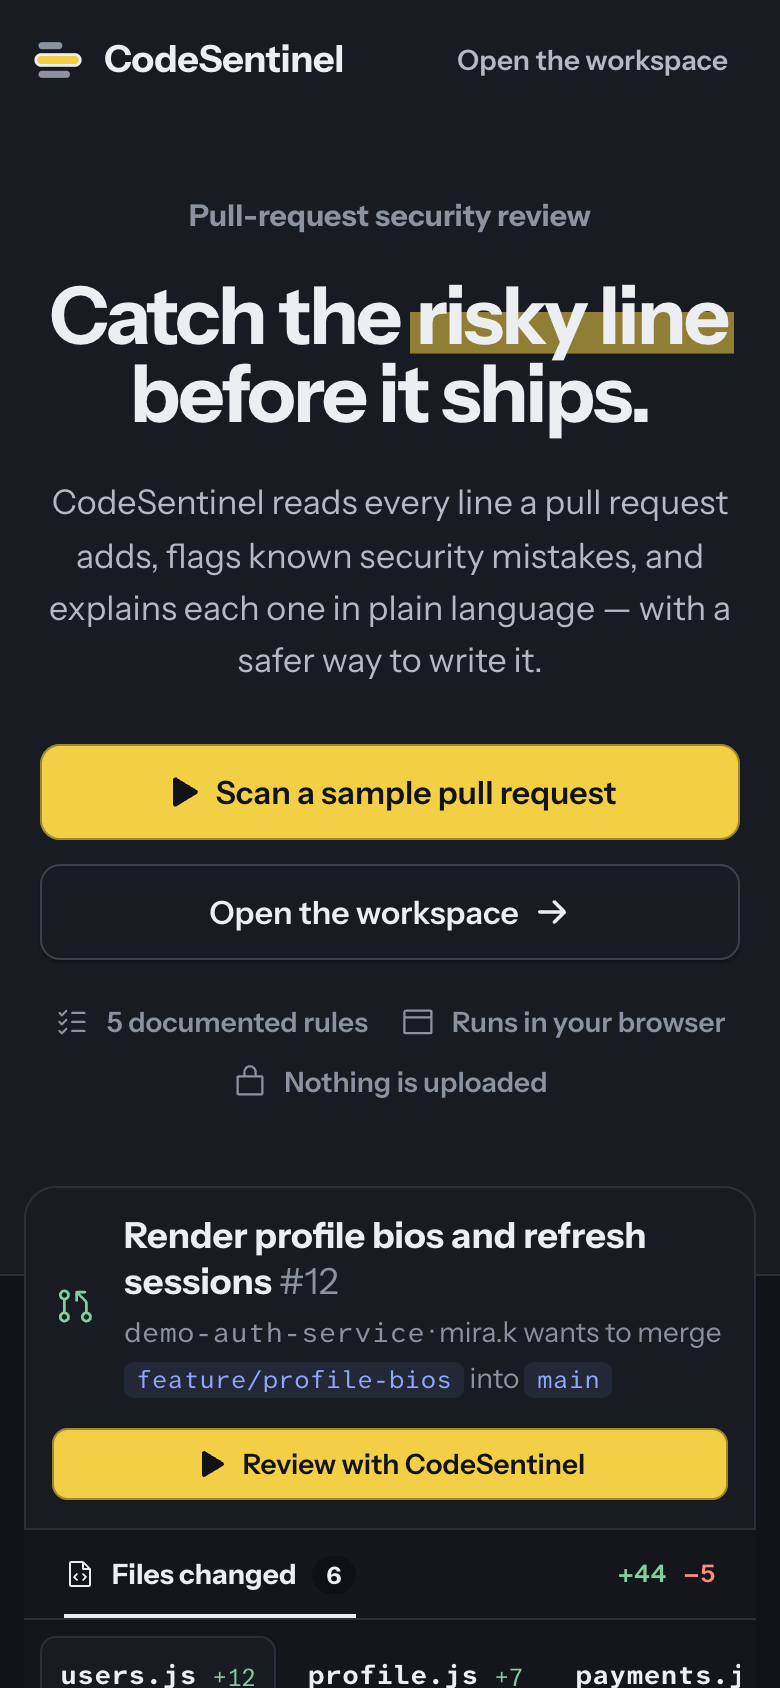 CodeSentinel
Open the workspace
Pull-request security review
Catch the risky line
before it ships.
CodeSentinel reads every line a pull request
adds, flags known security mistakes, and
explains each one in plain language — with a
safer way to write it.
Scan a sample pull request
Open the workspace →
5 documented rules
Runs in your browser
Nothing is uploaded
Render profile bios and refresh
sessions #12
demo-auth-service · mira.k wants to merge
feature/profile-bios into main
Review with CodeSentinel
Files changed 6
+44 −5
users.js +12
profile.js +7
payments.j